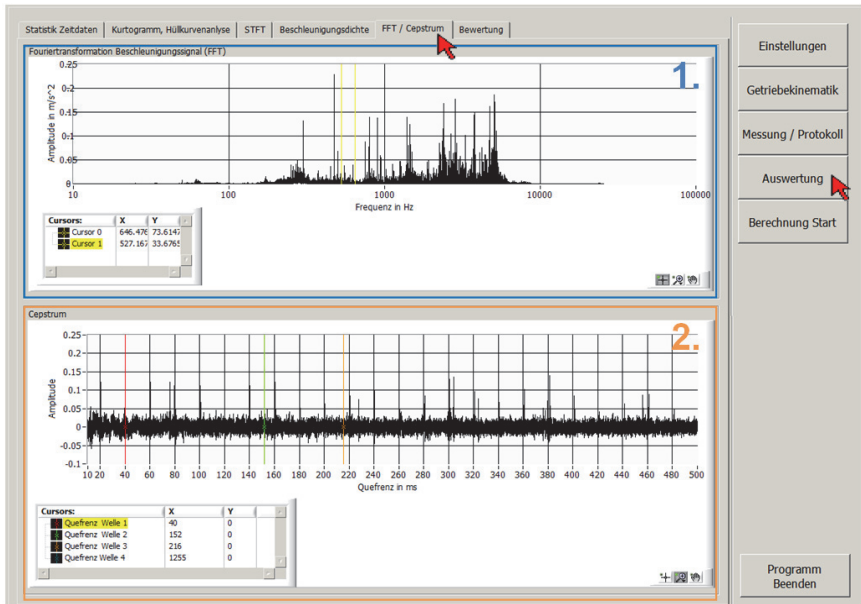 Statistik Zeitdaten Kurtogramm, Hüllkurvenanalyse STFT Beschleunigungsdichte FFT / Cepstrum Bewertung
Fouriertransformation Beschleunigungssignal (FFT)
1.
Amplitude in m/s^2
0.25
0.2
0.15
0.1
0.05
0
10 100 1000 10000 100000
Frequenz in Hz
Cursors: X Y
Cursor 0 646.476 73.6147
Cursor 1 527.167 33.6765
Cepstrum
2.
Amplitude
0.25
0.2
0.15
0.1
0.05
0
-0.05
-0.1
10 20 40 60 80 100 120 140 160 180 200 220 240 260 280 300 320 340 360 380 400 420 440 460 480 500
Quefrenz in ms
Cursors: X Y
Quefrenz Welle 1 40 0
Quefrenz Welle 2 152 0
Quefrenz Welle 3 216 0
Quefrenz Welle 4 1255 0
Einstellungen
Getriebekinematik
Messung / Protokoll
Auswertung
Berechnung Start
Programm
Beenden